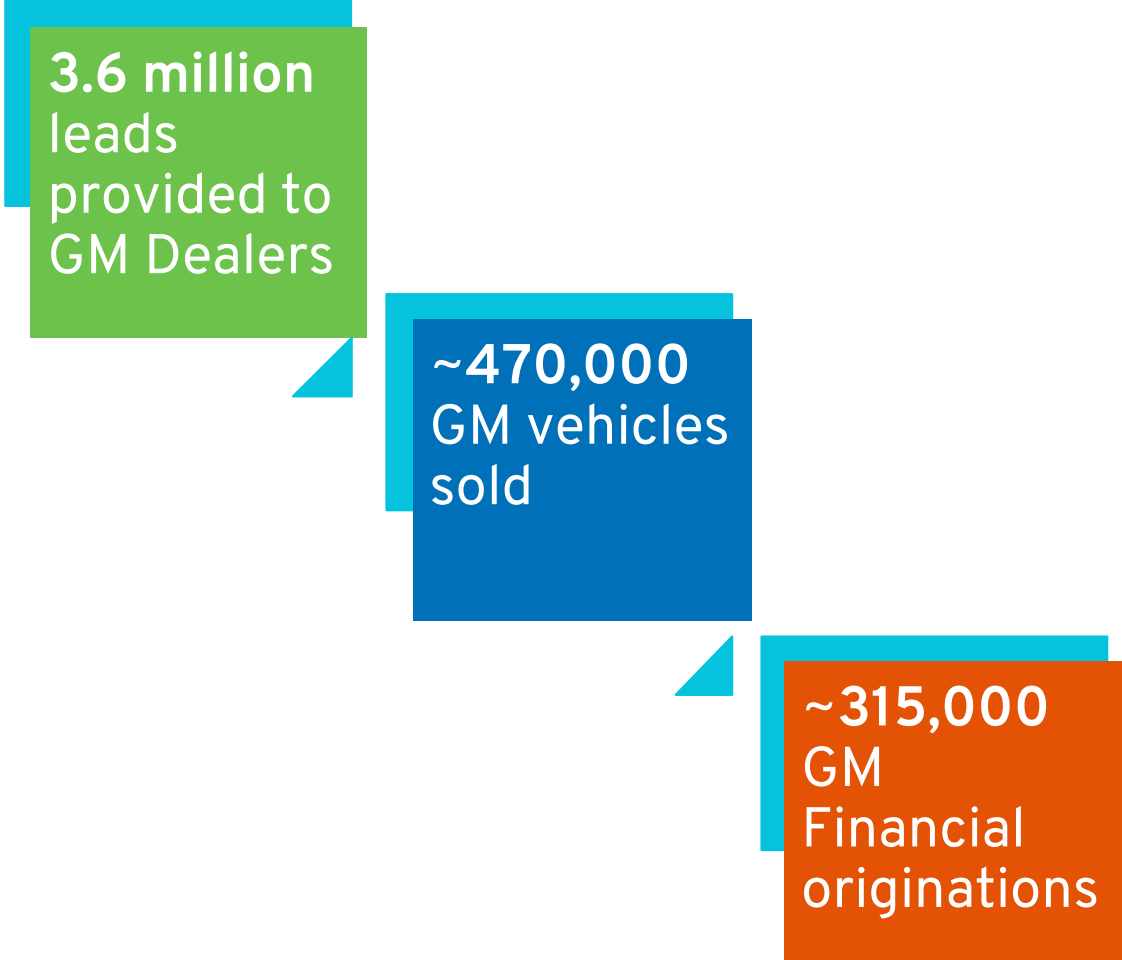 3.6 million
leads
provided to
GM Dealers
~470,000
GM vehicles
sold
~315,000
GM
Financial
originations